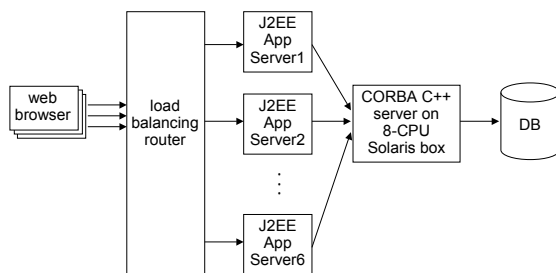 web
browser
load
balancing
router
J2EE
App
Server1
J2EE
App
Server2
J2EE
App
Server6
CORBA C++
server on
8-CPU
Solaris box
DB